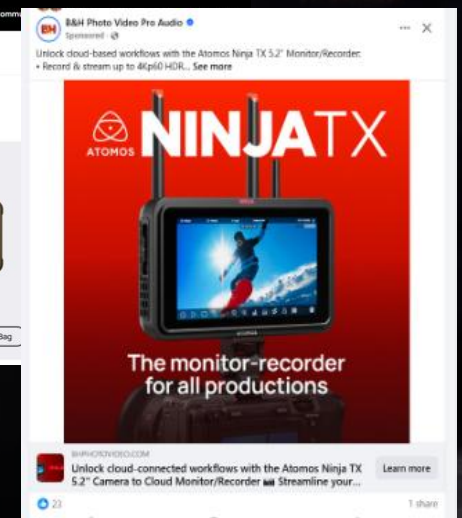 B&H Photo Video Pro Audio
Sponsored
Unlock cloud-based workflows with the Atomos Ninja TX 5.2" Monitor/Recorder:
• Record & stream up to 4Kp60 HDR... See more
ATOMOS
NINJATX
ATOMOS
The monitor-recorder
for all productions
BHPHOTOVIDEO.COM
Unlock cloud-connected workflows with the Atomos Ninja TX
5.2" Camera to Cloud Monitor/Recorder 📹 Streamline your...
Learn more
23
1 share
Bag